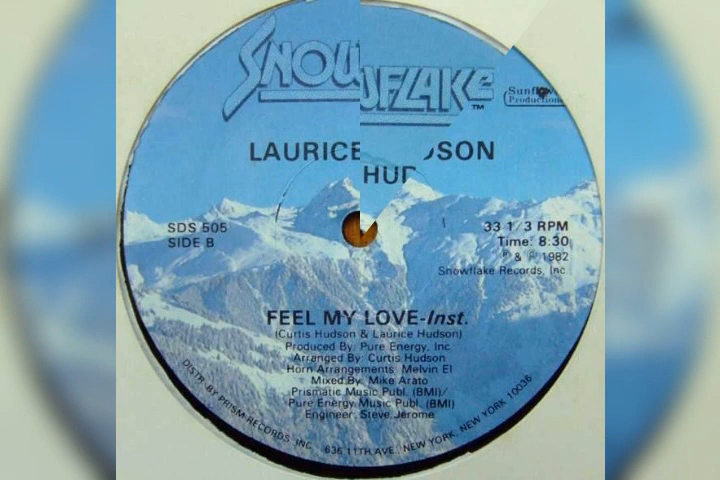 SNOWFLAKE™
Sunflower
Productions
LAURICE HUDSON
SDS 505
SIDE B
33 1/3 RPM
Time: 8:30
℗ & © 1982
Snowflake Records, Inc.
FEEL MY LOVE-Inst.
(Curtis Hudson & Laurice Hudson)
Produced By: Pure Energy, Inc
Arranged By: Curtis Hudson
Horn Arrangements: Melvin El
Mixed By: Mike Arato
Prismatic Music Publ. (BMI)/
Pure Energy Music Publ. (BMI)
Engineer: Steve Jerome
DISTR. BY PRISM RECORDS INC. 636 11TH AVE., NEW YORK, NEW YORK 10036